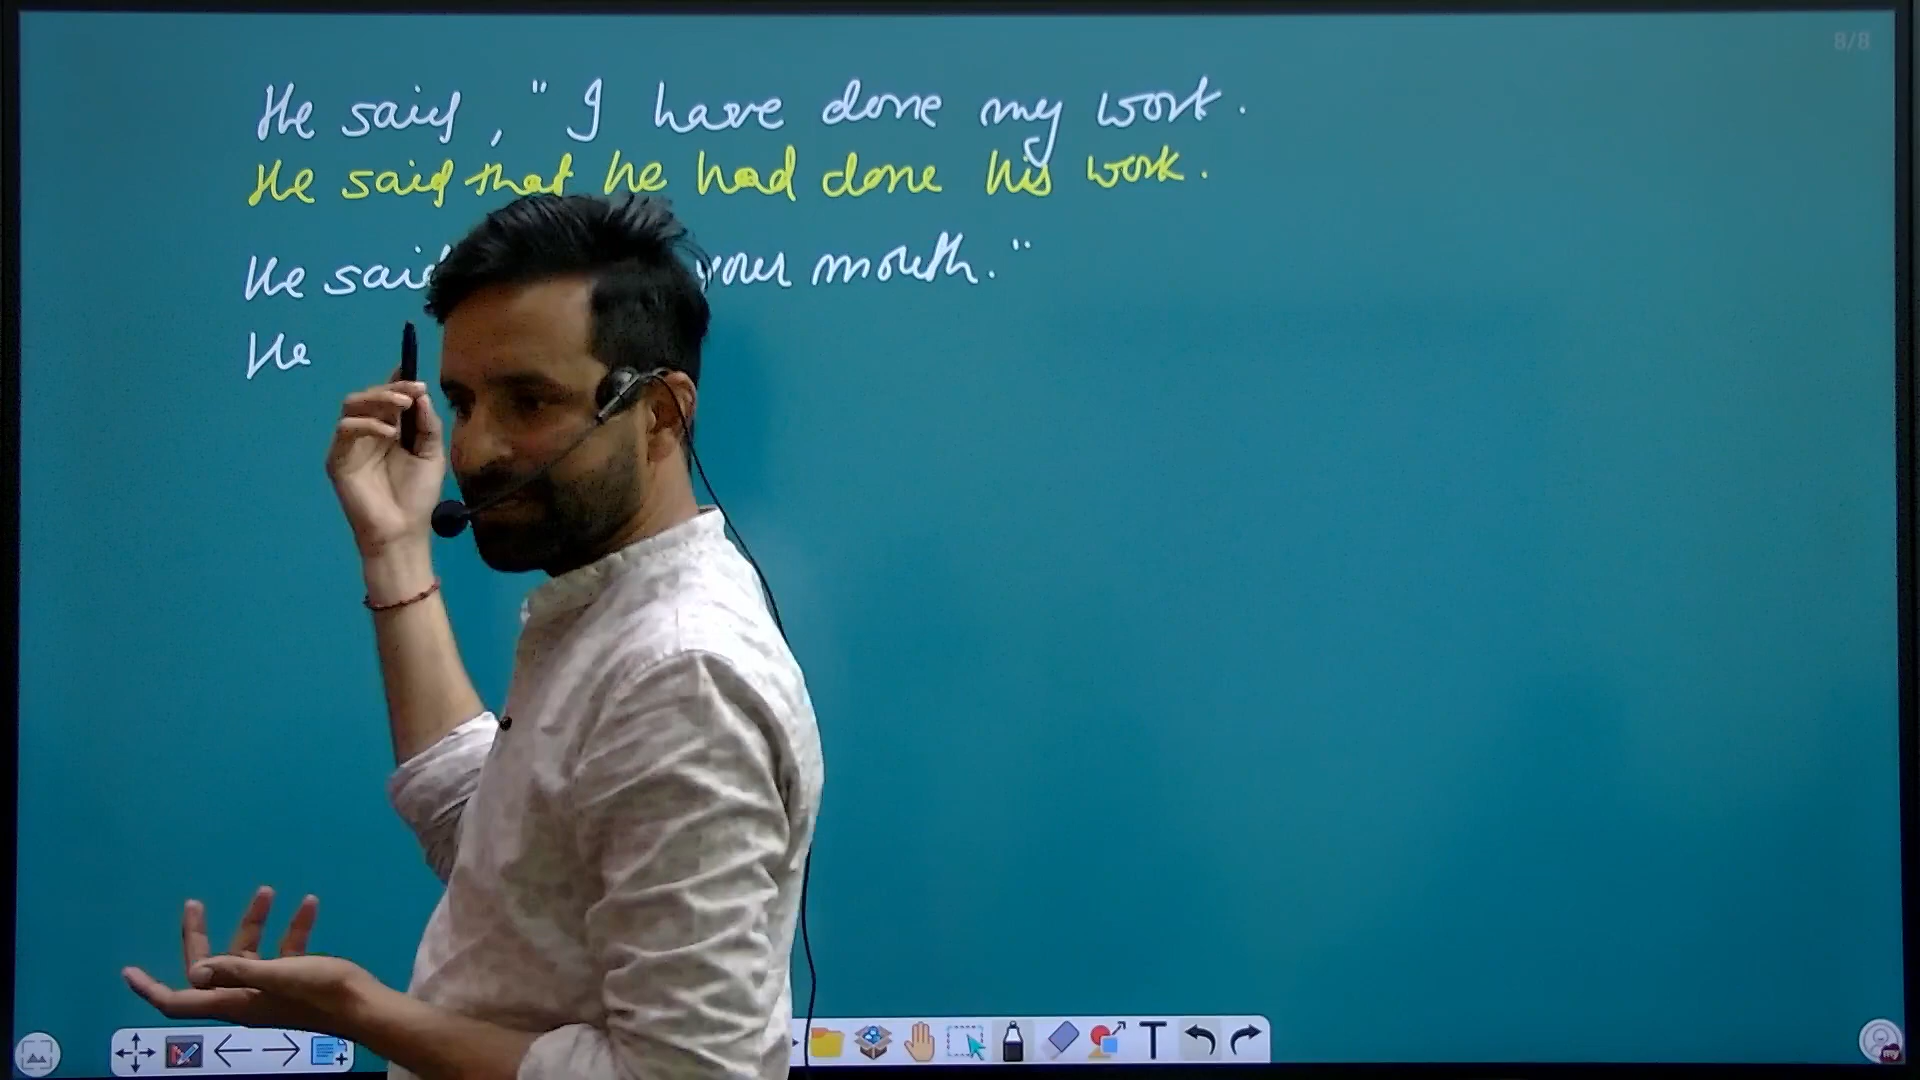 8/8
He said, "I have done my work.
He said that he had done his work.
He said your mouth."
He
T
my